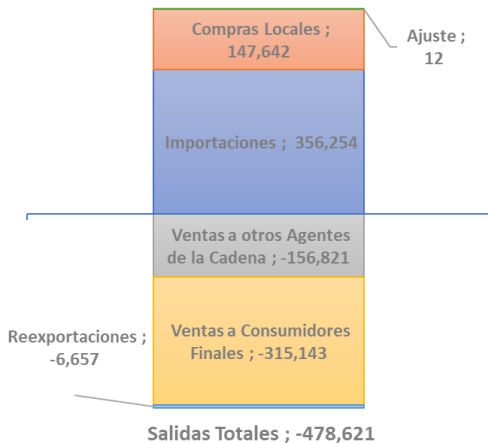 Compras Locales ;
147,642
Ajuste ;
12
Importaciones ; 356,254
Ventas a otros Agentes
de la Cadena ; -156,821
Reexportaciones ;
-6,657
Ventas a Consumidores
Finales ; -315,143
Salidas Totales ; -478,621